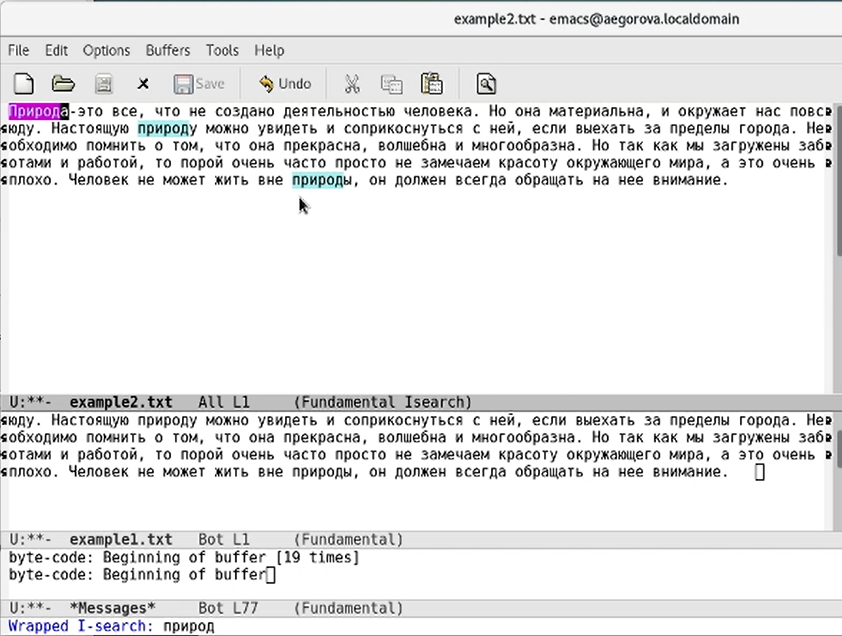 example2.txt - emacs@aegorova.localdomain
File Edit Options Buffers Tools Help
Save Undo
Природа-это все, что не создано деятельностью человека. Но она материальна, и окружает нас повс
юду. Настоящую природу можно увидеть и соприкоснуться с ней, если выехать за пределы города. Не
обходимо помнить о том, что она прекрасна, волшебна и многообразна. Но так как мы загружены заб
отами и работой, то порой очень часто просто не замечаем красоту окружающего мира, а это очень
плохо. Человек не может жить вне природы, он должен всегда обращать на нее внимание.
U:**- example2.txt All L1 (Fundamental Isearch)
юду. Настоящую природу можно увидеть и соприкоснуться с ней, если выехать за пределы города. Не
обходимо помнить о том, что она прекрасна, волшебна и многообразна. Но так как мы загружены заб
отами и работой, то порой очень часто просто не замечаем красоту окружающего мира, а это очень
плохо. Человек не может жить вне природы, он должен всегда обращать на нее внимание.
U:**- example1.txt Bot L1 (Fundamental)
byte-code: Beginning of buffer [19 times]
byte-code: Beginning of buffer
U:**- *Messages* Bot L77 (Fundamental)
Wrapped I-search: природ